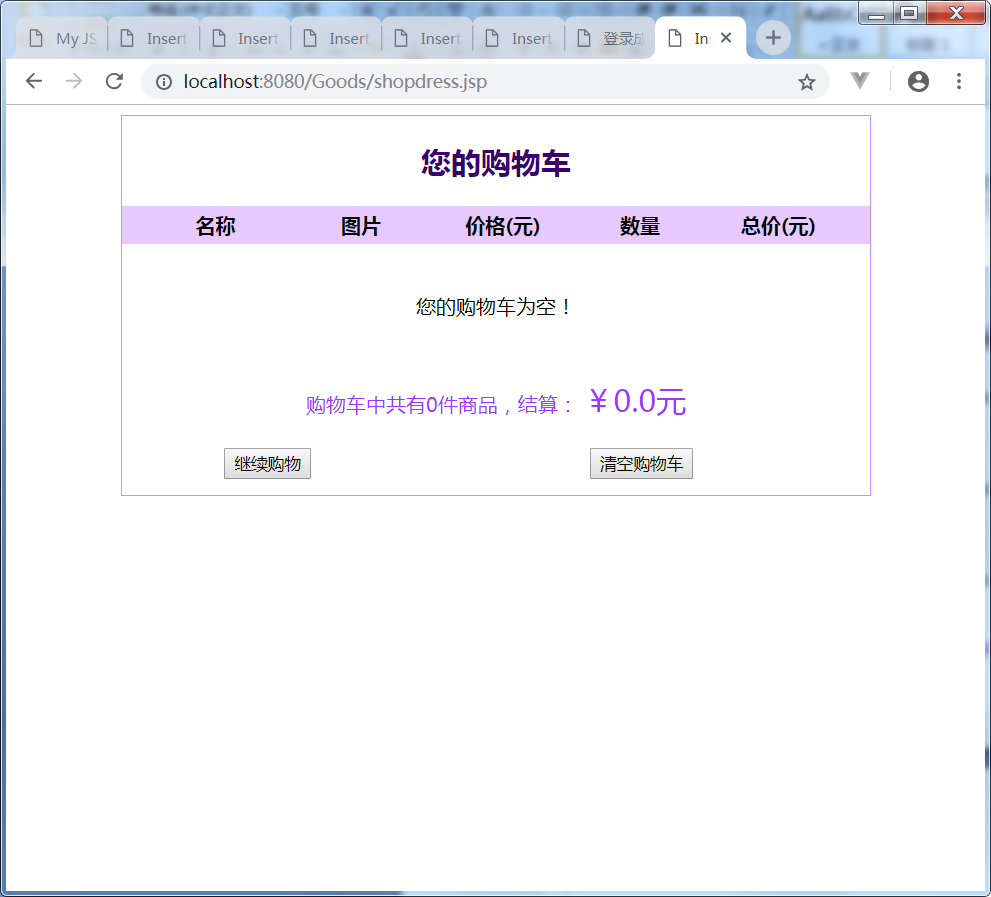 My JS
Insert
Insert
Insert
Insert
Insert
登录成
In
localhost:8080/Goods/shopdress.jsp
您的购物车
名称 图片 价格(元) 数量 总价(元)
您的购物车为空！
购物车中共有0件商品，结算： ￥0.0元
继续购物 清空购物车